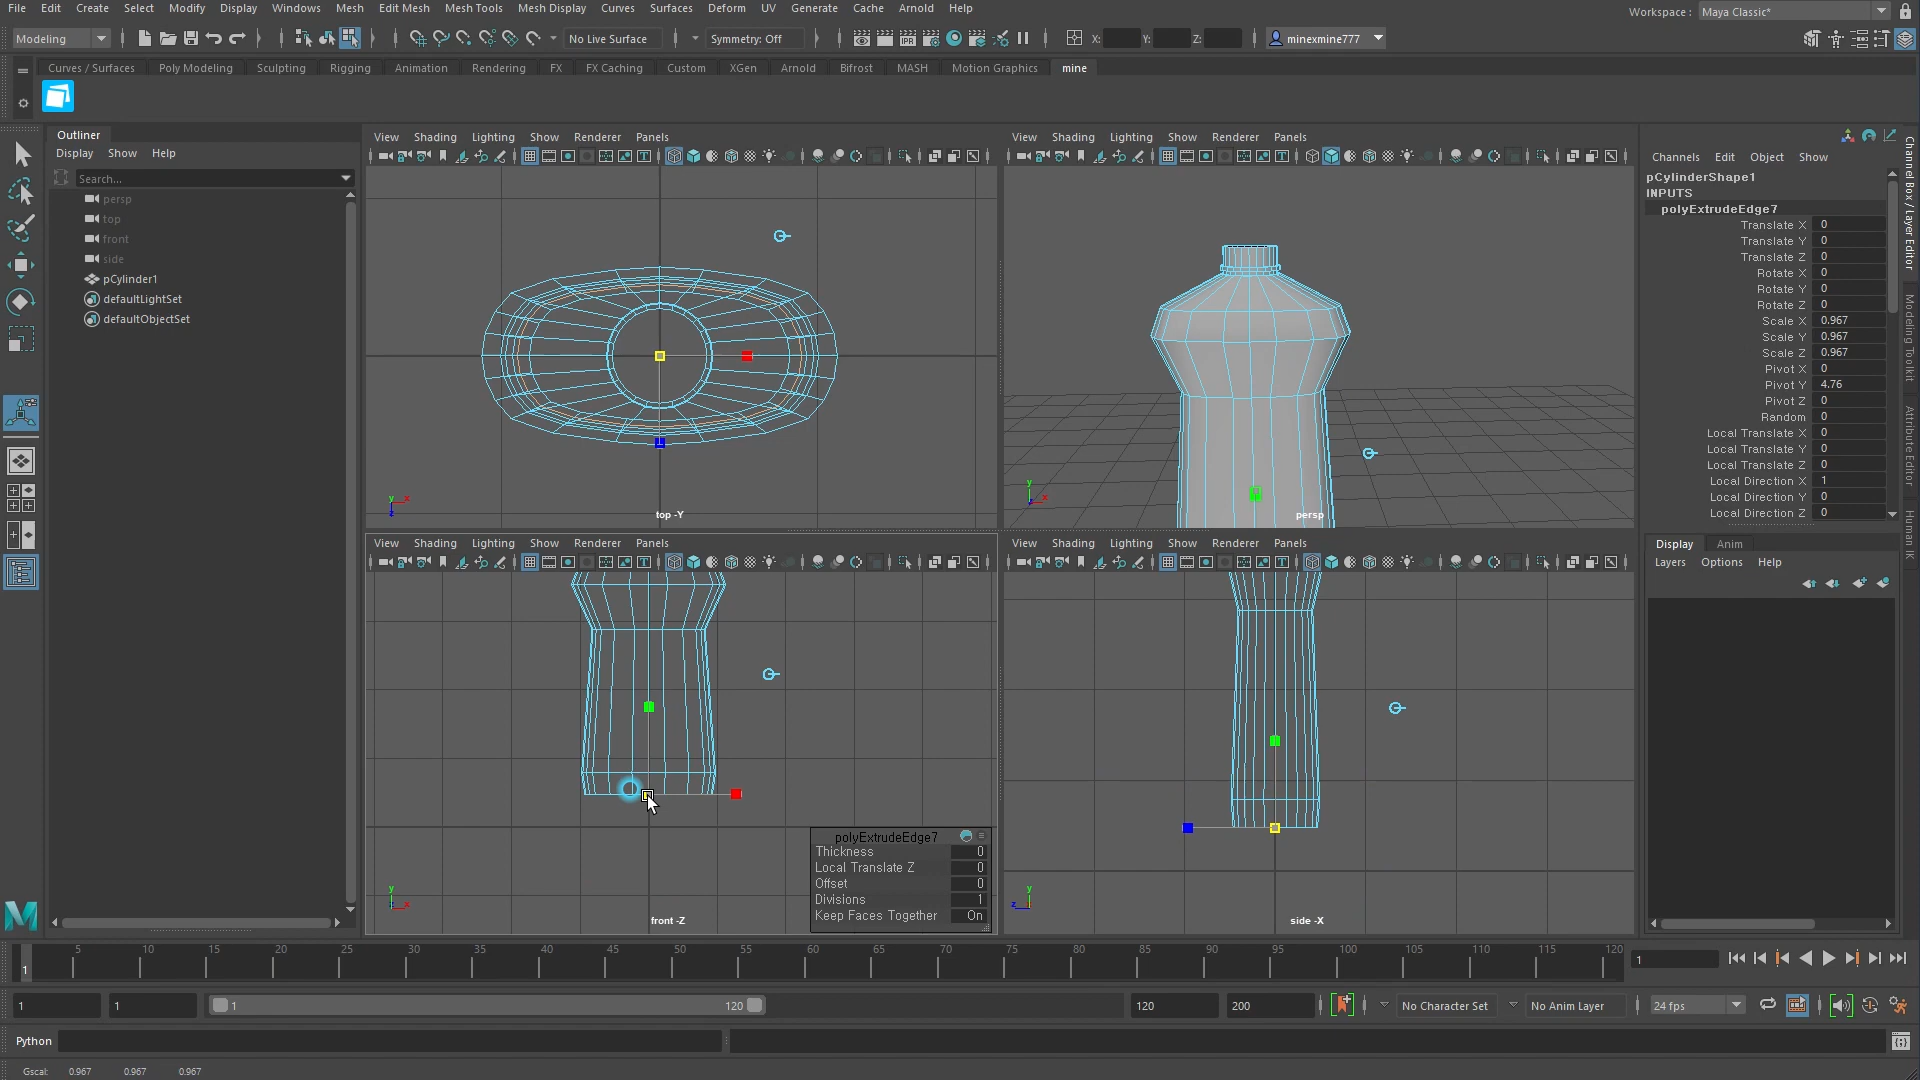 File Edit Create Select Modify Display Windows Mesh Edit Mesh Mesh Tools Mesh Display Curves Surfaces Deform UV Generate Cache Arnold Help
Workspace : Maya Classic*
Modeling No Live Surface Symmetry: Off X: Y: Z: minexmine777
Curves / Surfaces Poly Modeling Sculpting Rigging Animation Rendering FX FX Caching Custom XGen Arnold Bifrost MASH Motion Graphics mine
Outliner
Display Show Help
Search...
persp
top
front
side
pCylinder1
defaultLightSet
defaultObjectSet
View Shading Lighting Show Renderer Panels
top -Y
View Shading Lighting Show Renderer Panels
persp
View Shading Lighting Show Renderer Panels
front -Z
polyExtrudeEdge7
Thickness 0
Local Translate Z 0
Offset 0
Divisions 1
Keep Faces Together On
View Shading Lighting Show Renderer Panels
side -X
Channels Edit Object Show
pCylinderShape1
INPUTS
polyExtrudeEdge7
Translate X 0
Translate Y 0
Translate Z 0
Rotate X 0
Rotate Y 0
Rotate Z 0
Scale X 0.967
Scale Y 0.967
Scale Z 0.967
Pivot X 0
Pivot Y 4.76
Pivot Z 0
Random 0
Local Translate X 0
Local Translate Y 0
Local Translate Z 0
Local Direction X 1
Local Direction Y 0
Local Direction Z 0
Display Anim
Layers Options Help
Channel Box / Layer Editor
Modeling Toolkit
Attribute Editor
Human IK
5 10 15 20 25 30 35 40 45 50 55 60 65 70 75 80 85 90 95 100 105 110 115 120
1
1
1 1 1 120 120 200 No Character Set No Anim Layer 24 fps
Python
Gscal: 0.967 0.967 0.967